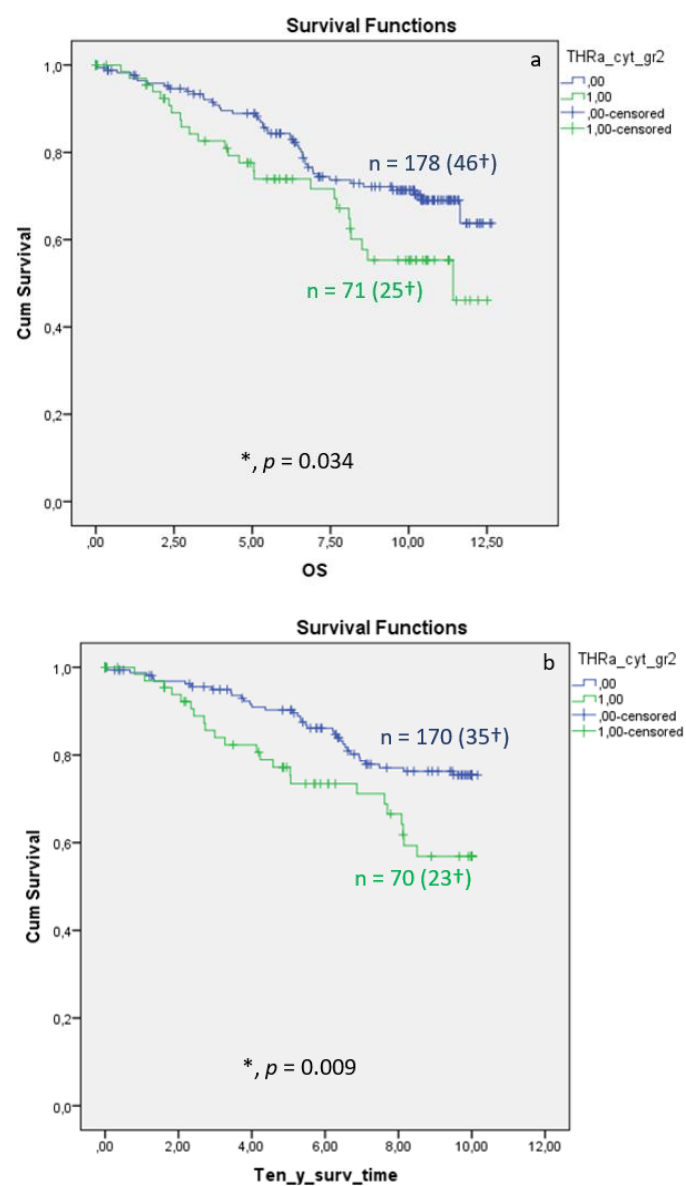 Survival Functions
a
THRa_cyt_gr2
,00
1,00
,00-censored
1,00-censored
1,0
0,8
0,6
0,4
0,2
0,0
Cum Survival
n = 178 (46†)
n = 71 (25†)
*, p = 0.034
,00 2,50 5,00 7,50 10,00 12,50
OS
Survival Functions
b
THRa_cyt_gr2
,00
1,00
,00-censored
1,00-censored
1,0
0,8
0,6
0,4
0,2
0,0
Cum Survival
n = 170 (35†)
n = 70 (23†)
*, p = 0.009
,00 2,00 4,00 6,00 8,00 10,00 12,00
Ten_y_surv_time